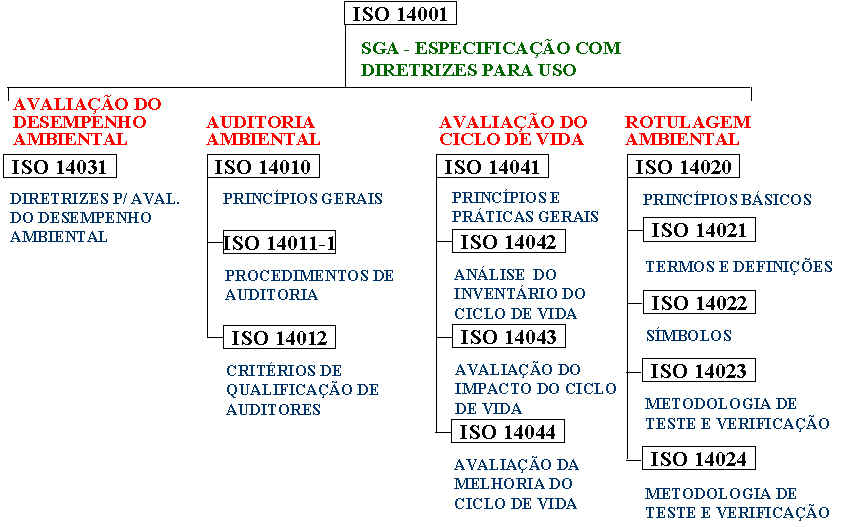 ISO 14001
SGA - ESPECIFICAÇÃO COM
DIRETRIZES PARA USO
AVALIAÇÃO DO
DESEMPENHO
AMBIENTAL
ISO 14031
DIRETRIZES P/ AVAL.
DO DESEMPENHO
AMBIENTAL
AUDITORIA
AMBIENTAL
ISO 14010
PRINCÍPIOS GERAIS
ISO 14011-1
PROCEDIMENTOS DE
AUDITORIA
ISO 14012
CRITÉRIOS DE
QUALIFICAÇÃO DE
AUDITORES
AVALIAÇÃO DO
CICLO DE VIDA
ISO 14041
PRINCÍPIOS E
PRÁTICAS GERAIS
ISO 14042
ANÁLISE DO
INVENTÁRIO DO
CICLO DE VIDA
ISO 14043
AVALIAÇÃO DO
IMPACTO DO CICLO
DE VIDA
ISO 14044
AVALIAÇÃO DA
MELHORIA DO
CICLO DE VIDA
ROTULAGEM
AMBIENTAL
ISO 14020
PRINCÍPIOS BÁSICOS
ISO 14021
TERMOS E DEFINIÇÕES
ISO 14022
SÍMBOLOS
ISO 14023
METODOLOGIA DE
TESTE E VERIFICAÇÃO
ISO 14024
METODOLOGIA DE
TESTE E VERIFICAÇÃO